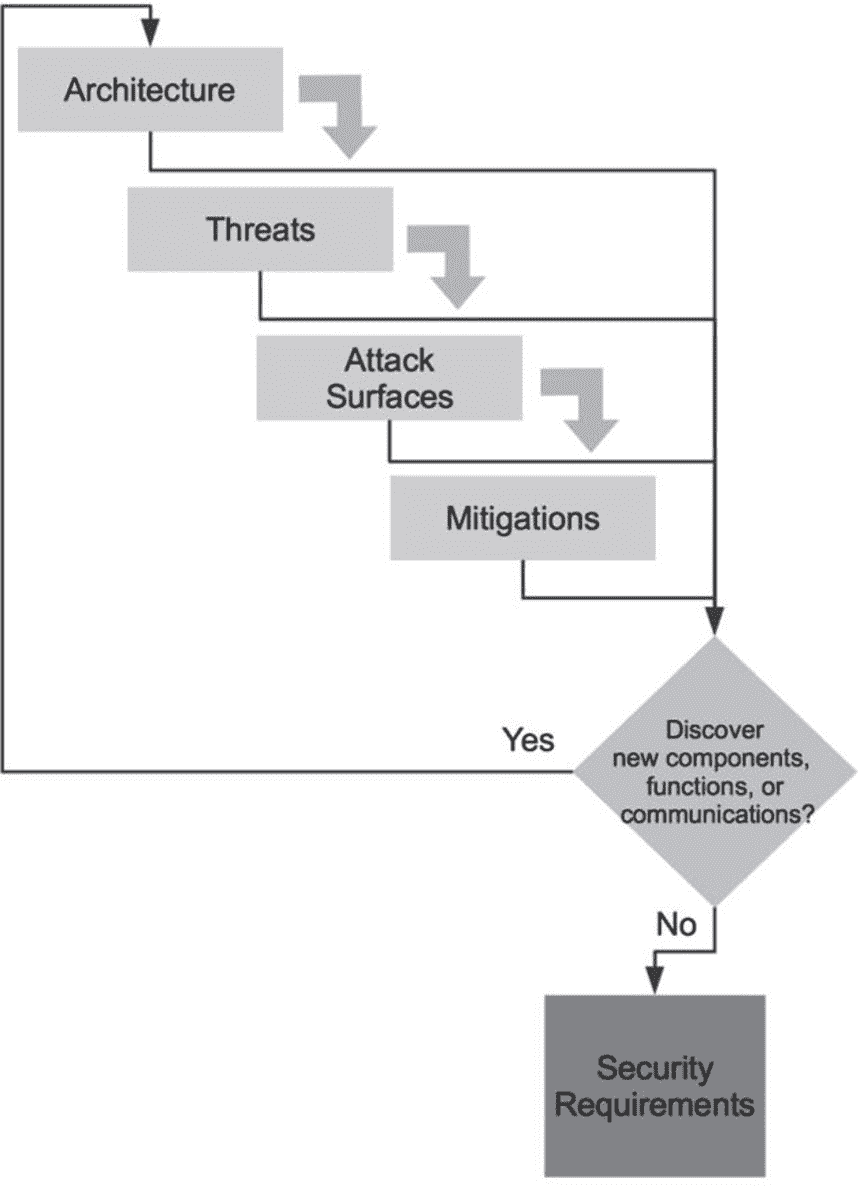 Architecture
Threats
Attack
Surfaces
Mitigations
Yes
Discover
new components,
functions, or
communications?
No
Security
Requirements